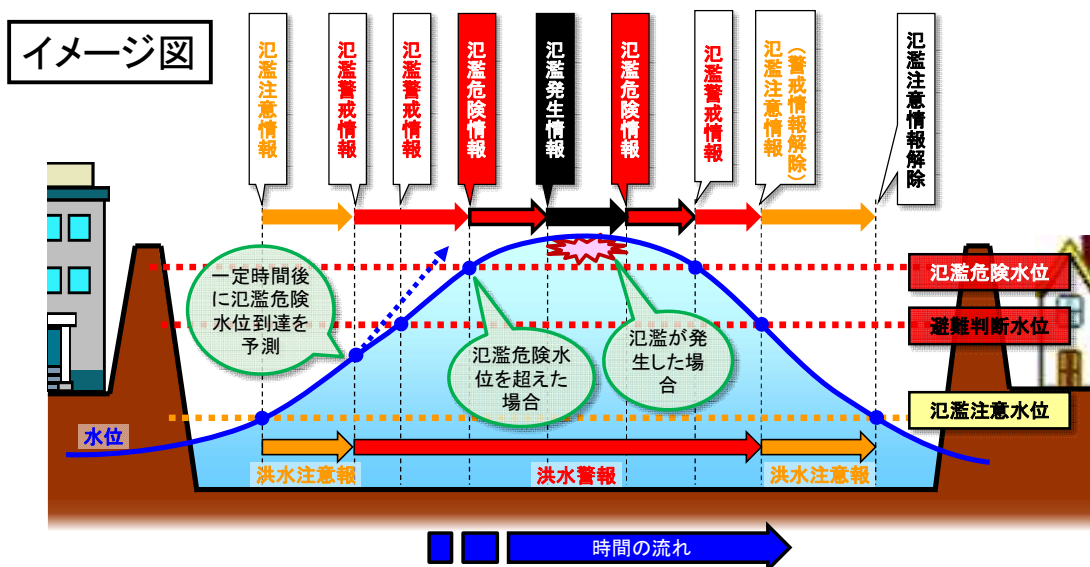 イメージ図
氾濫注意情報
氾濫警戒情報
氾濫警戒情報
氾濫危険情報
氾濫発生情報
氾濫危険情報
氾濫警戒情報
(警戒情報解除)
氾濫注意情報
氾濫注意情報解除
一定時間後
に氾濫危険
水位到達を
予測
氾濫危険水
位を超えた
場合
氾濫が発
生した場
合
氾濫危険水位
避難判断水位
氾濫注意水位
水位
洪水注意報
洪水警報
洪水注意報
時間の流れ